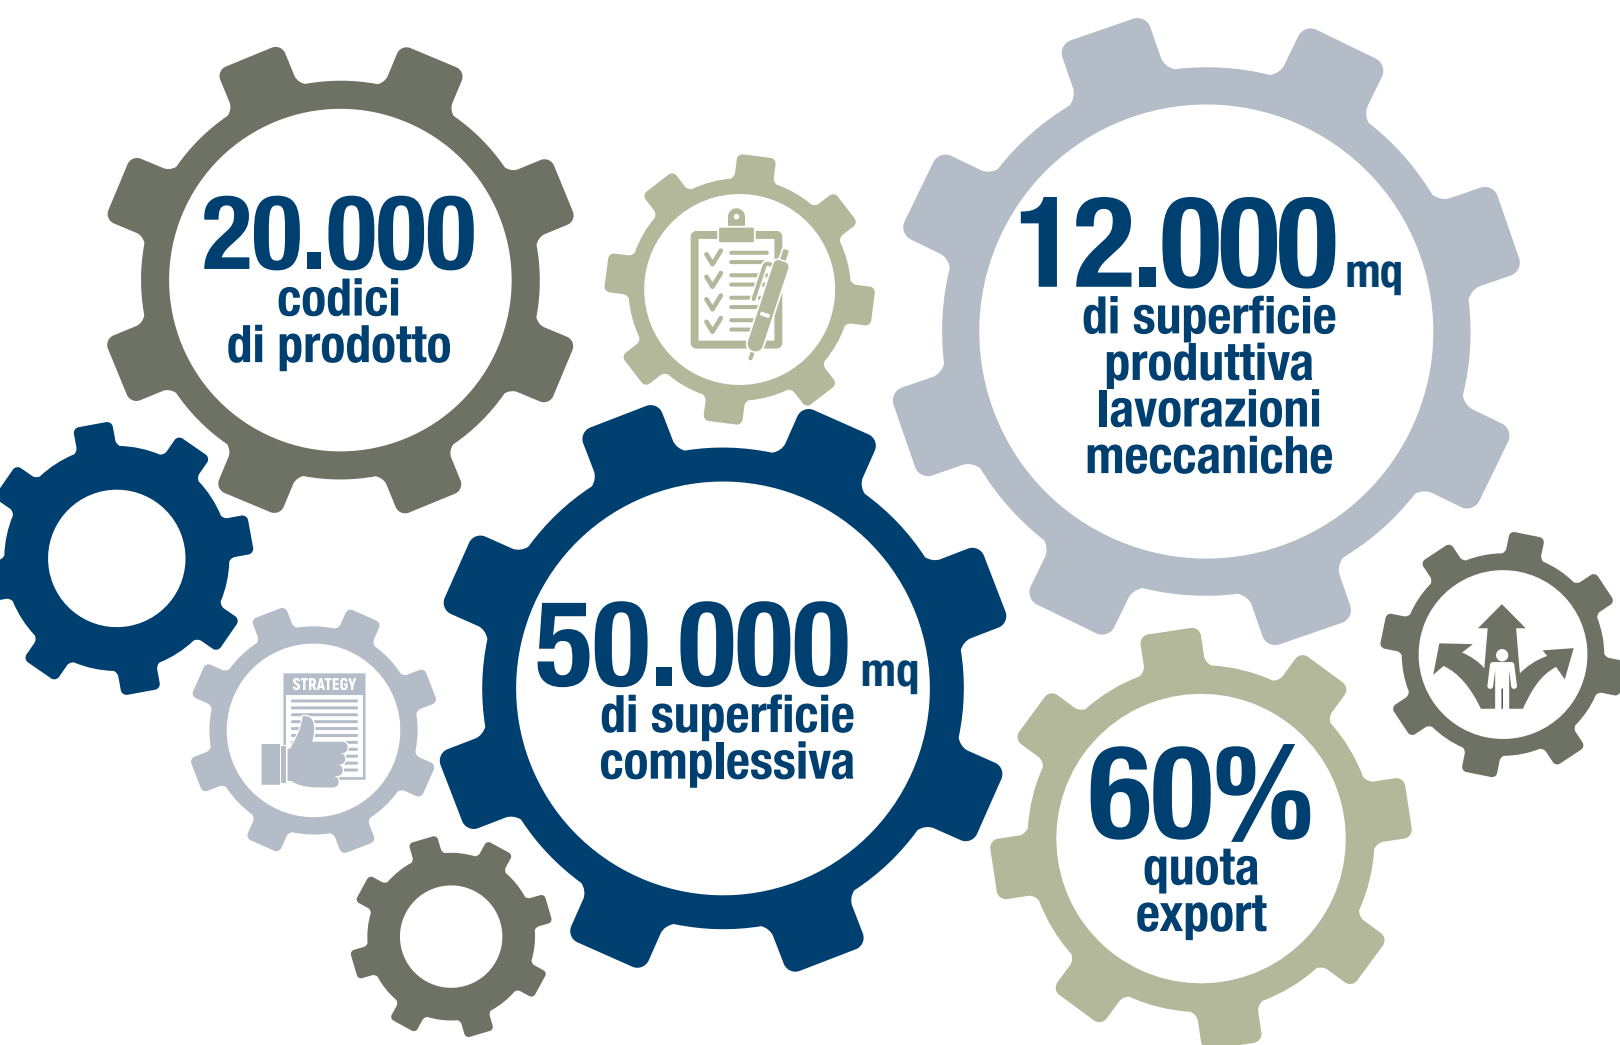 20.000
codici
di prodotto
12.000 mq
di superficie
produttiva
lavorazioni
meccaniche
50.000 mq
di superficie
complessiva
STRATEGY
60%
quota
export